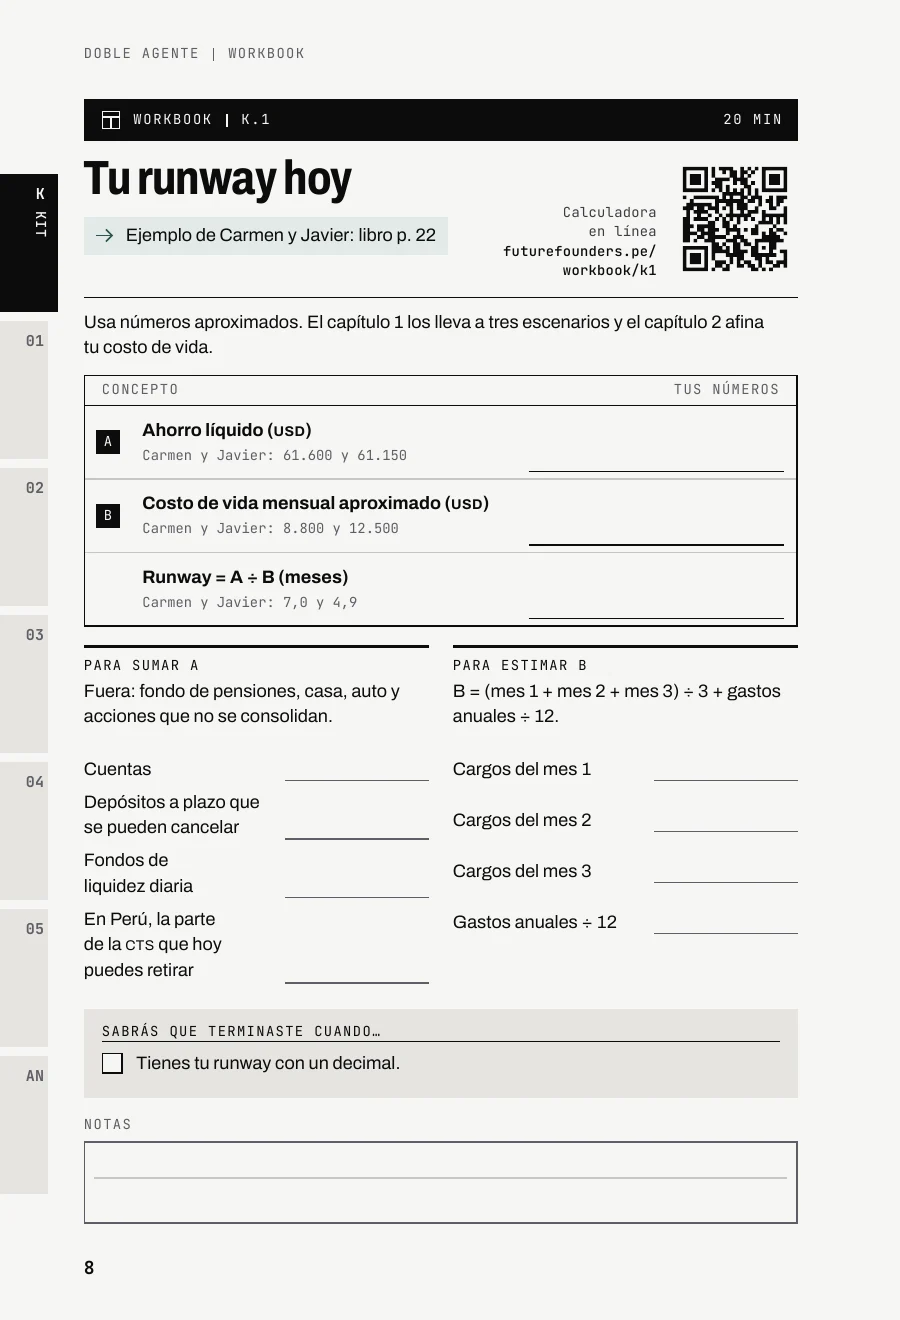 DOBLE AGENTE | WORKBOOK
WORKBOOK | K.1
20 MIN
K KIT
Tu runway hoy
→ Ejemplo de Carmen y Javier: libro p. 22
Calculadora
en línea
futurefounders.pe/
workbook/k1
Usa números aproximados. El capítulo 1 los lleva a tres escenarios y el capítulo 2 afina
tu costo de vida.
CONCEPTO
TUS NÚMEROS
A
Ahorro líquido (USD)
Carmen y Javier: 61.600 y 61.150
B
Costo de vida mensual aproximado (USD)
Carmen y Javier: 8.800 y 12.500
Runway = A ÷ B (meses)
Carmen y Javier: 7,0 y 4,9
PARA SUMAR A
Fuera: fondo de pensiones, casa, auto y
acciones que no se consolidan.
Cuentas
Depósitos a plazo que
se pueden cancelar
Fondos de
liquidez diaria
En Perú, la parte
de la CTS que hoy
puedes retirar
PARA ESTIMAR B
B = (mes 1 + mes 2 + mes 3) ÷ 3 + gastos
anuales ÷ 12.
Cargos del mes 1
Cargos del mes 2
Cargos del mes 3
Gastos anuales ÷ 12
SABRÁS QUE TERMINASTE CUANDO…
Tienes tu runway con un decimal.
NOTAS
01
02
03
04
05
AN
8